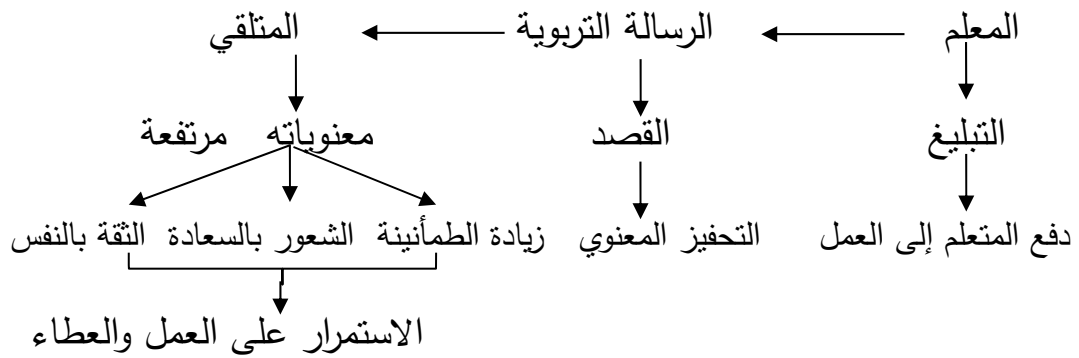 المعلم الرسالة التربوية المتلقي
التبليغ القصد معنوياته مرتفعة
دفع المتعلم إلى العمل التحفيز المعنوي زيادة الطمأنينة الشعور بالسعادة الثقة بالنفس
الاستمرار على العمل والعطاء